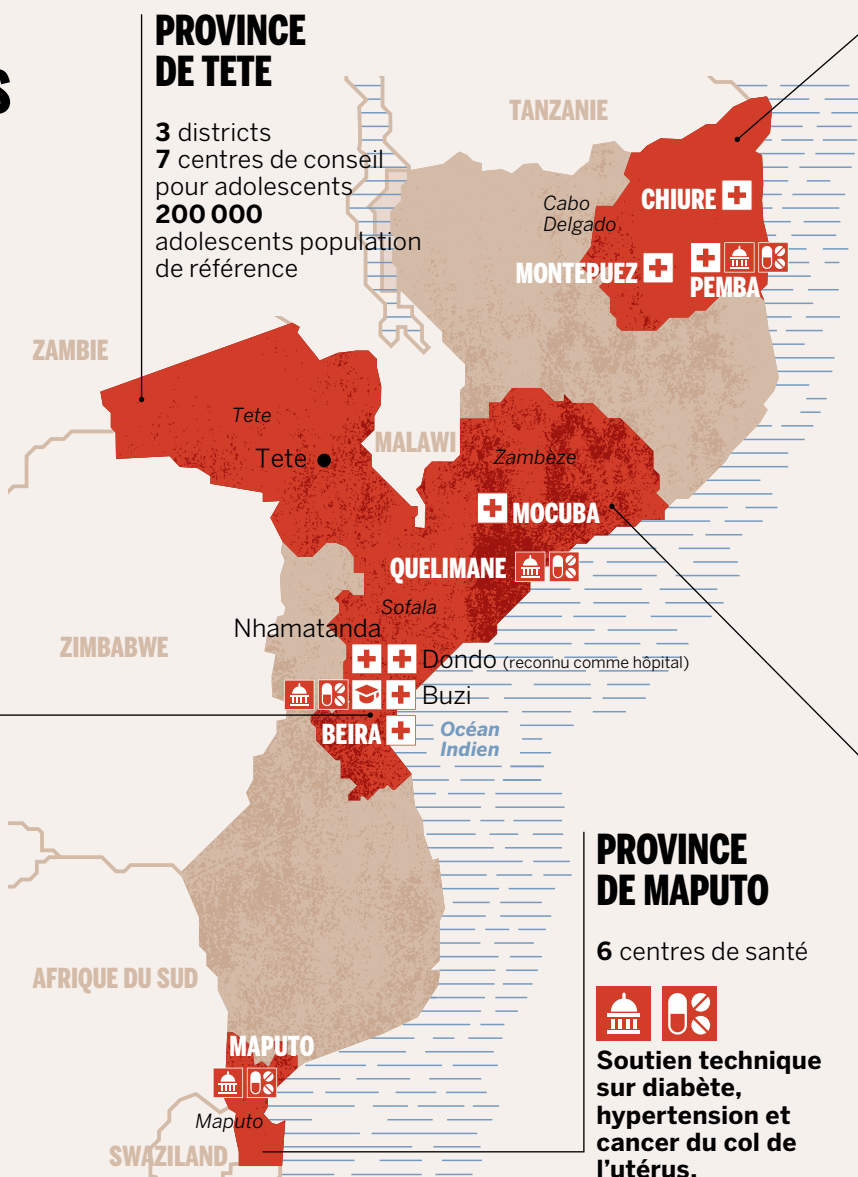 S
PROVINCE
DE TETE
3 districts
7 centres de conseil
pour adolescents
200 000
adolescents population
de référence
TANZANIE
Cabo
Delgado
CHIURE
MONTEPUEZ
PEMBA
ZAMBIE
Tete
Tete
MALAWI
Zambèze
MOCUBA
QUELIMANE
Sofala
Nhamatanda
ZIMBABWE
Dondo (reconnu comme hôpital)
Buzi
BEIRA
Océan
Indien
PROVINCE
DE MAPUTO
6 centres de santé
Soutien technique
sur diabète,
hypertension et
cancer du col de
l'utérus.
AFRIQUE DU SUD
MAPUTO
Maputo
SWAZILAND